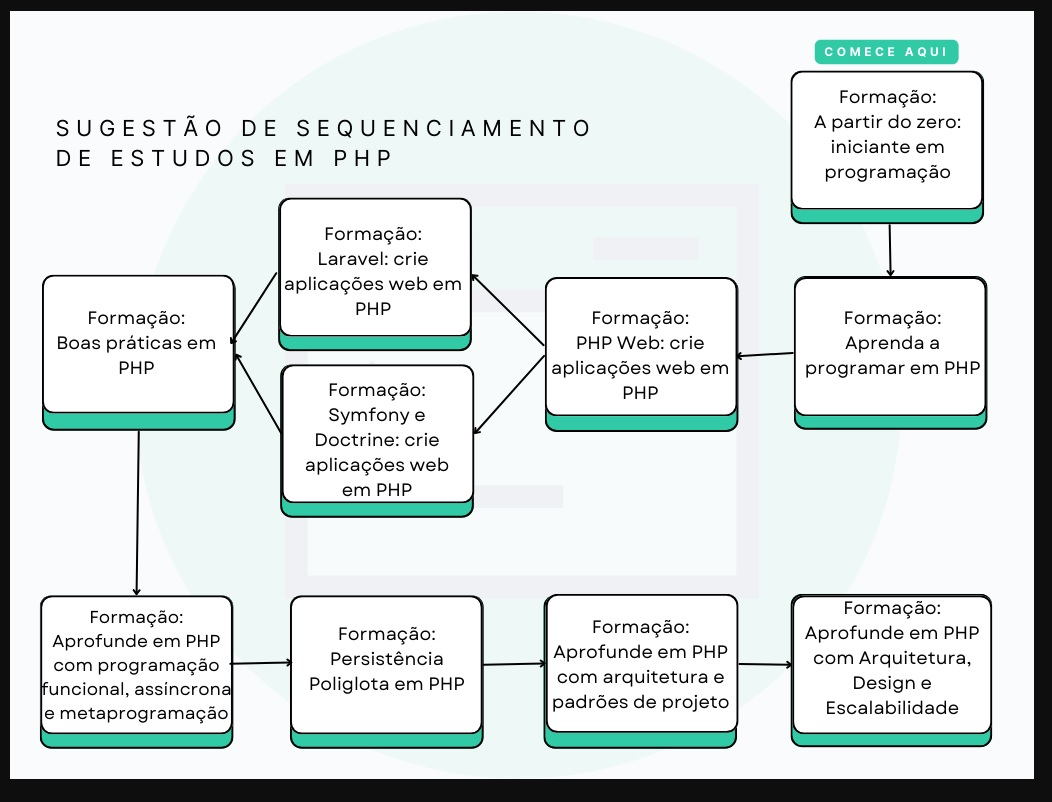 COMECE AQUI
SUGESTÃO DE SEQUENCIAMENTO
DE ESTUDOS EM PHP
Formação:
A partir do zero:
iniciante em
programação
Formação:
Aprenda a
programar em PHP
Formação:
PHP Web: crie
aplicações web em
PHP
Formação:
Laravel: crie
aplicações web em
PHP
Formação:
Symfony e
Doctrine: crie
aplicações web
em PHP
Formação:
Boas práticas em
PHP
Formação:
Aprofunde em PHP
com programação
funcional, assíncrona
e metaprogramação
Formação:
Persistência
Poliglota em PHP
Formação:
Aprofunde em PHP
com arquitetura e
padrões de projeto
Formação:
Aprofunde em PHP
com Arquitetura,
Design e
Escalabilidade